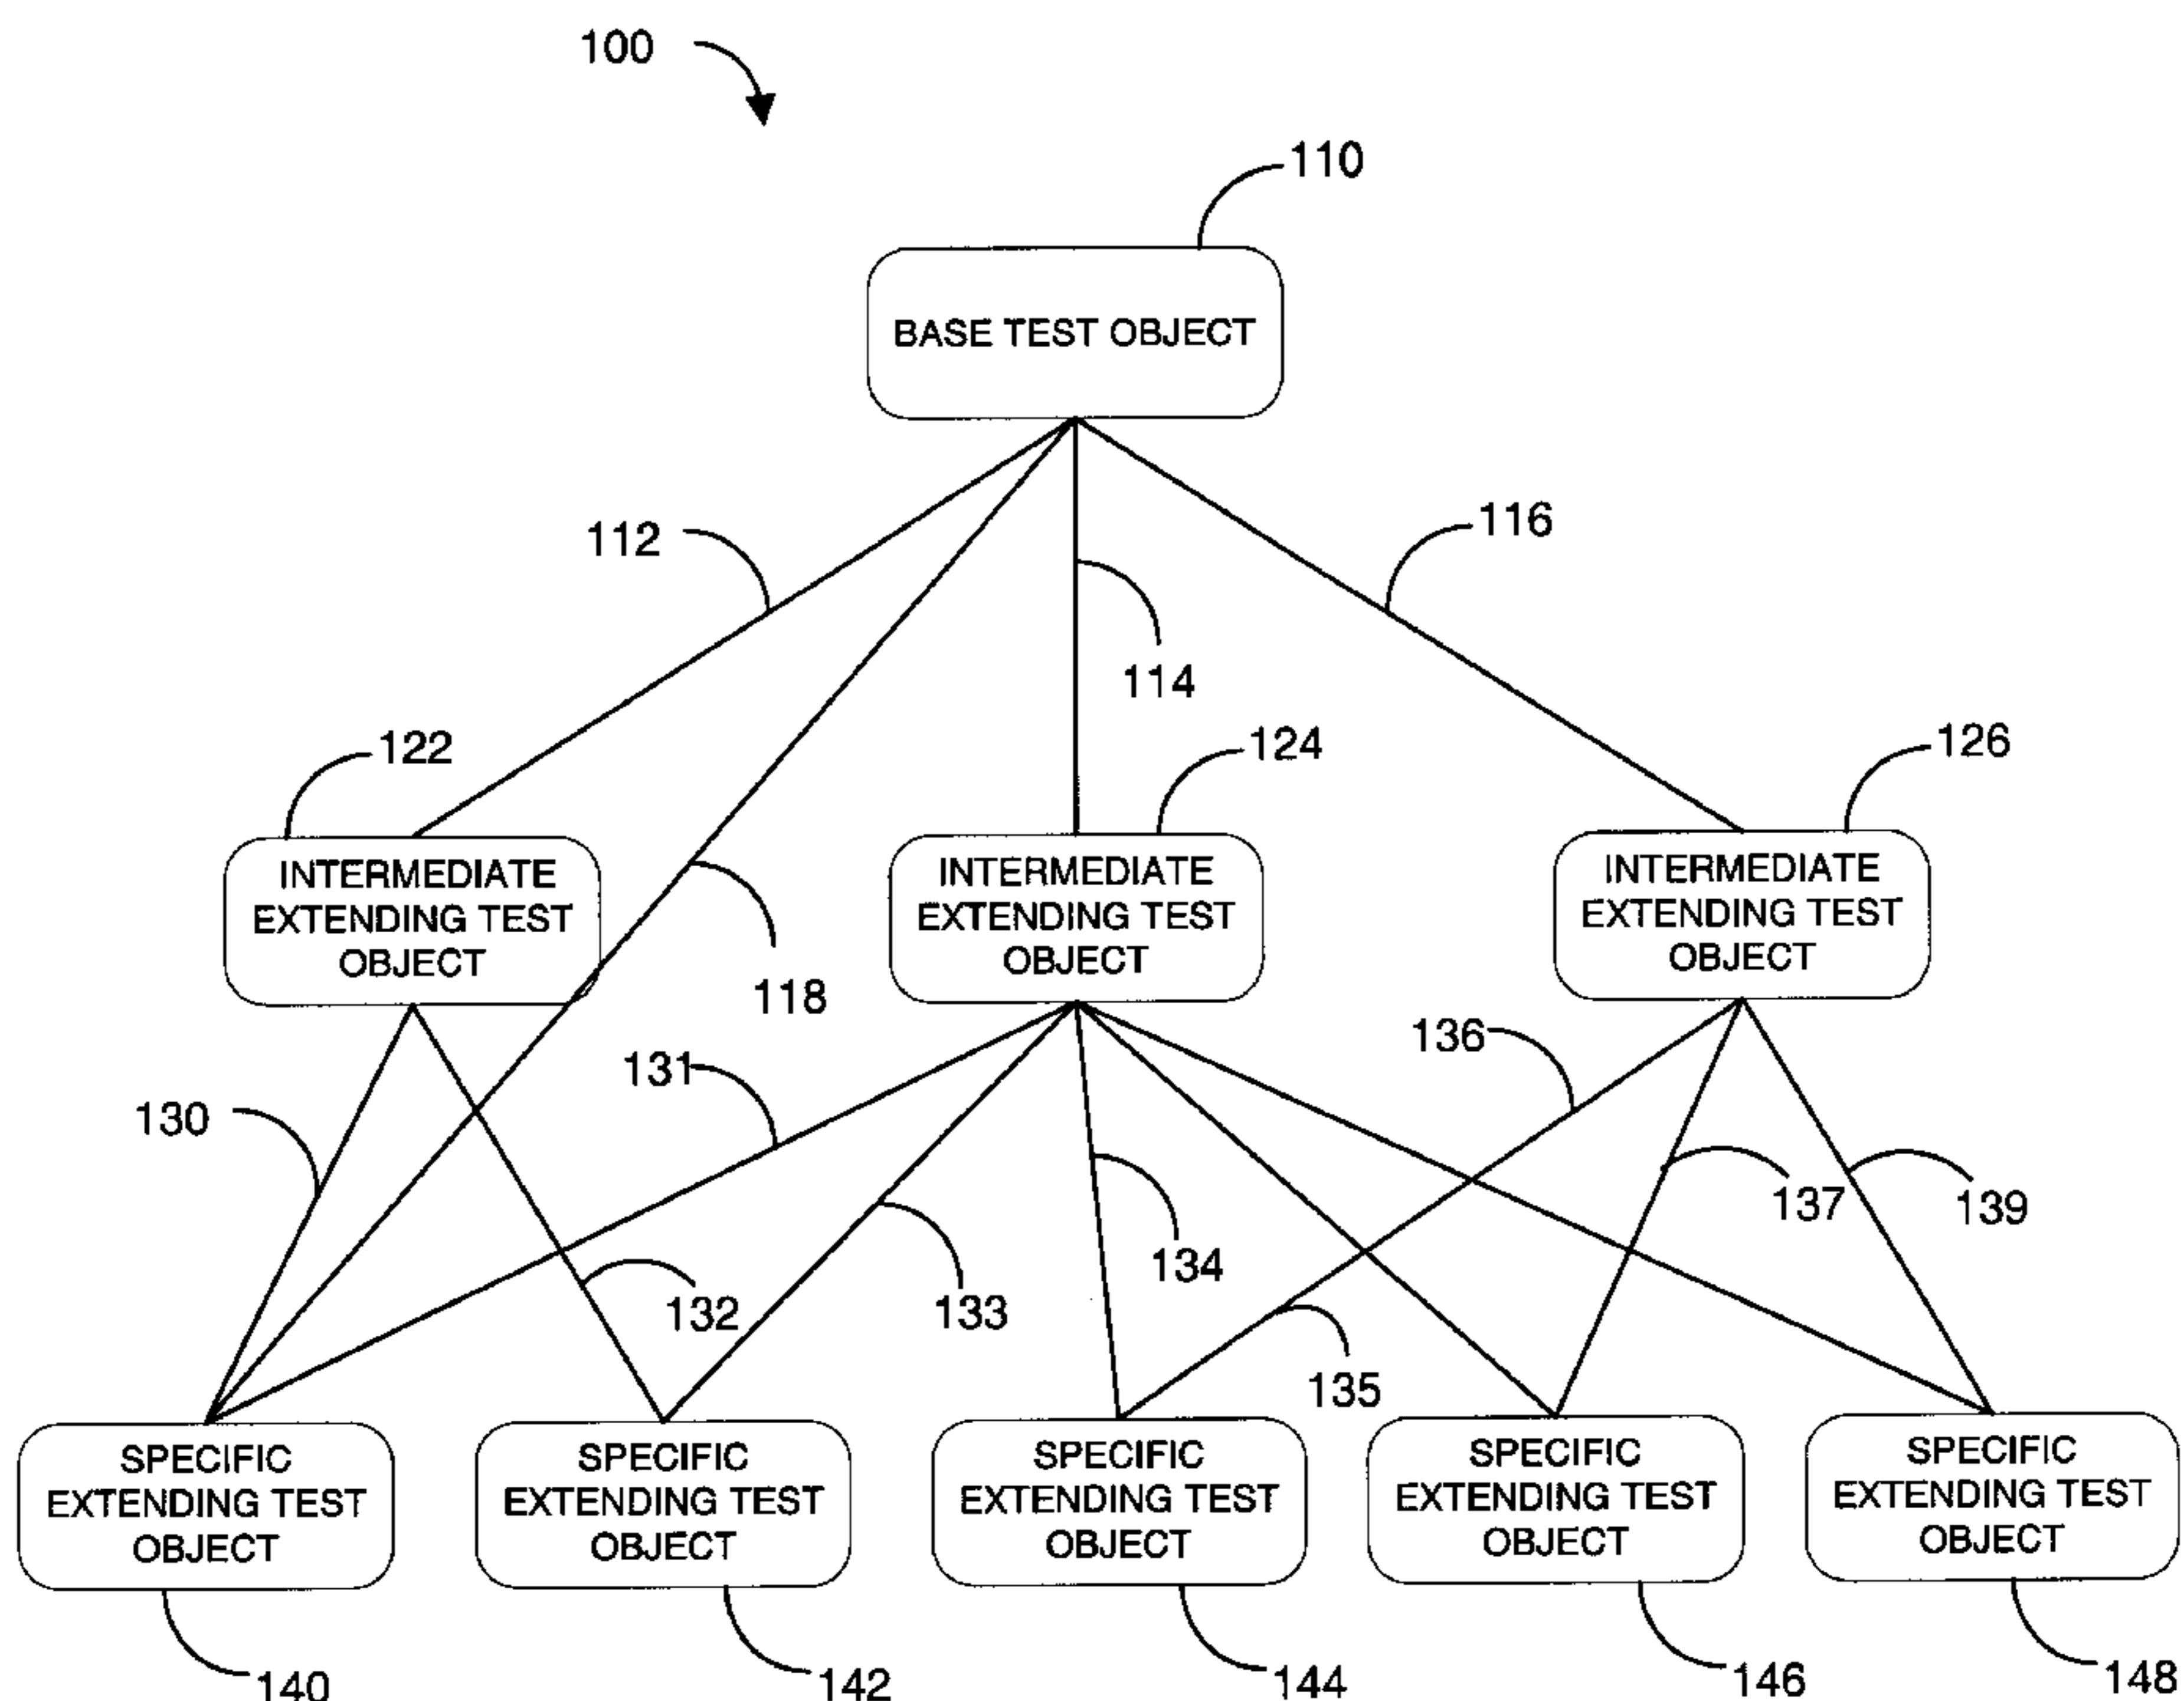 100
110
BASE TEST OBJECT
112
116
114
122
124
126
INTERMEDIATE
EXTENDING TEST
OBJECT
INTERMEDIATE
EXTENDING TEST
OBJECT
INTERMEDIATE
EXTENDING TEST
OBJECT
118
136
131
130
137
139
134
132
133
135
SPECIFIC
EXTENDING TEST
OBJECT
SPECIFIC
EXTENDING TEST
OBJECT
SPECIFIC
EXTENDING TEST
OBJECT
SPECIFIC
EXTENDING TEST
OBJECT
SPECIFIC
EXTENDING TEST
OBJECT
140
142
144
146
148